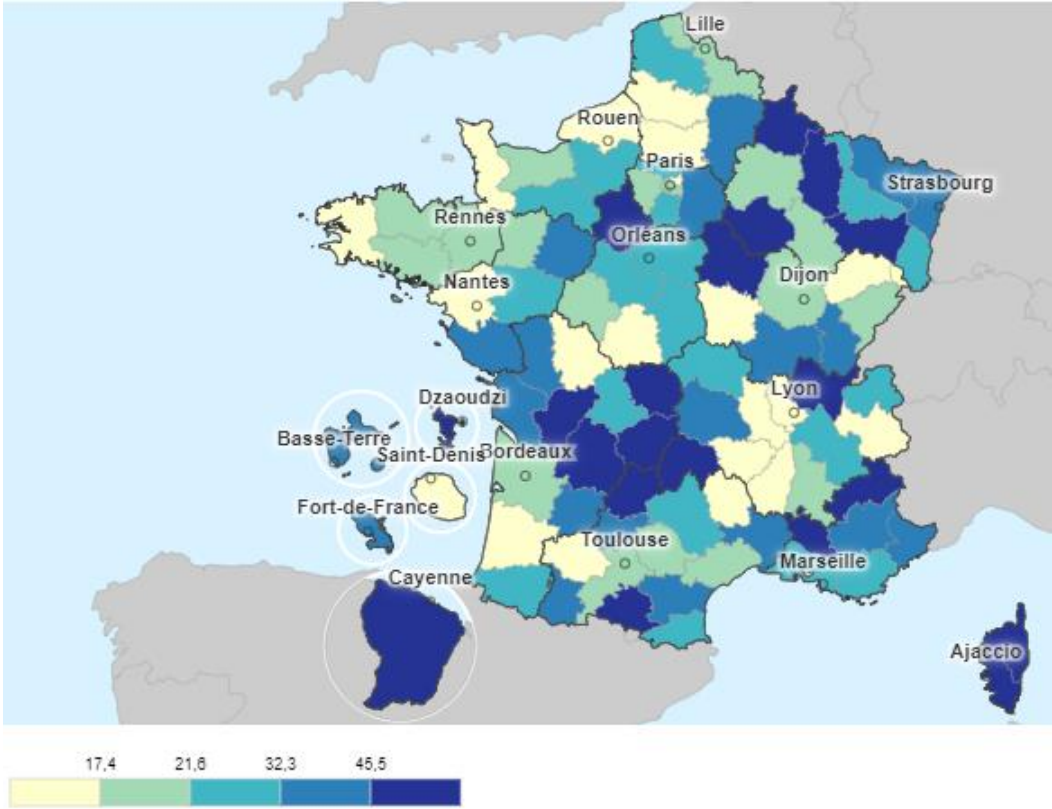 Lille
Rouen
Paris
Strasbourg
Rennes
Orléans
Nantes
Dijon
Dzaoudzi
Lyon
Basse-Terre
Saint-Denis
Bordeaux
Fort-de-France
Toulouse
Marseille
Cayenne
Ajaccio
17,4 21,6 32,3 45,5